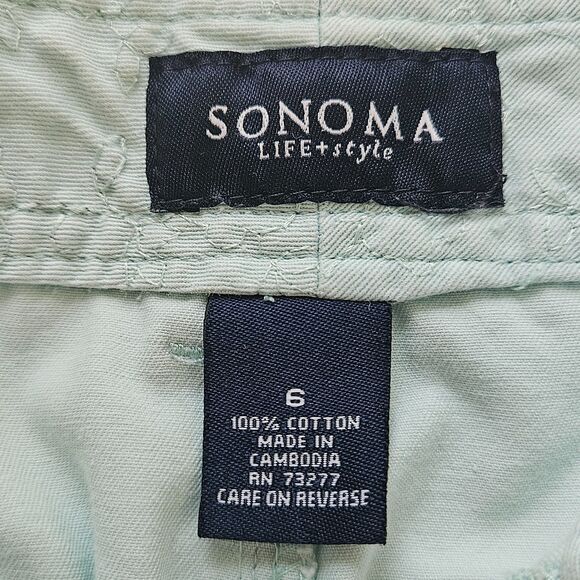 SONOMA
LIFE+style
6
100% COTTON
MADE IN
CAMBODIA
RN 73277
CARE ON REVERSE